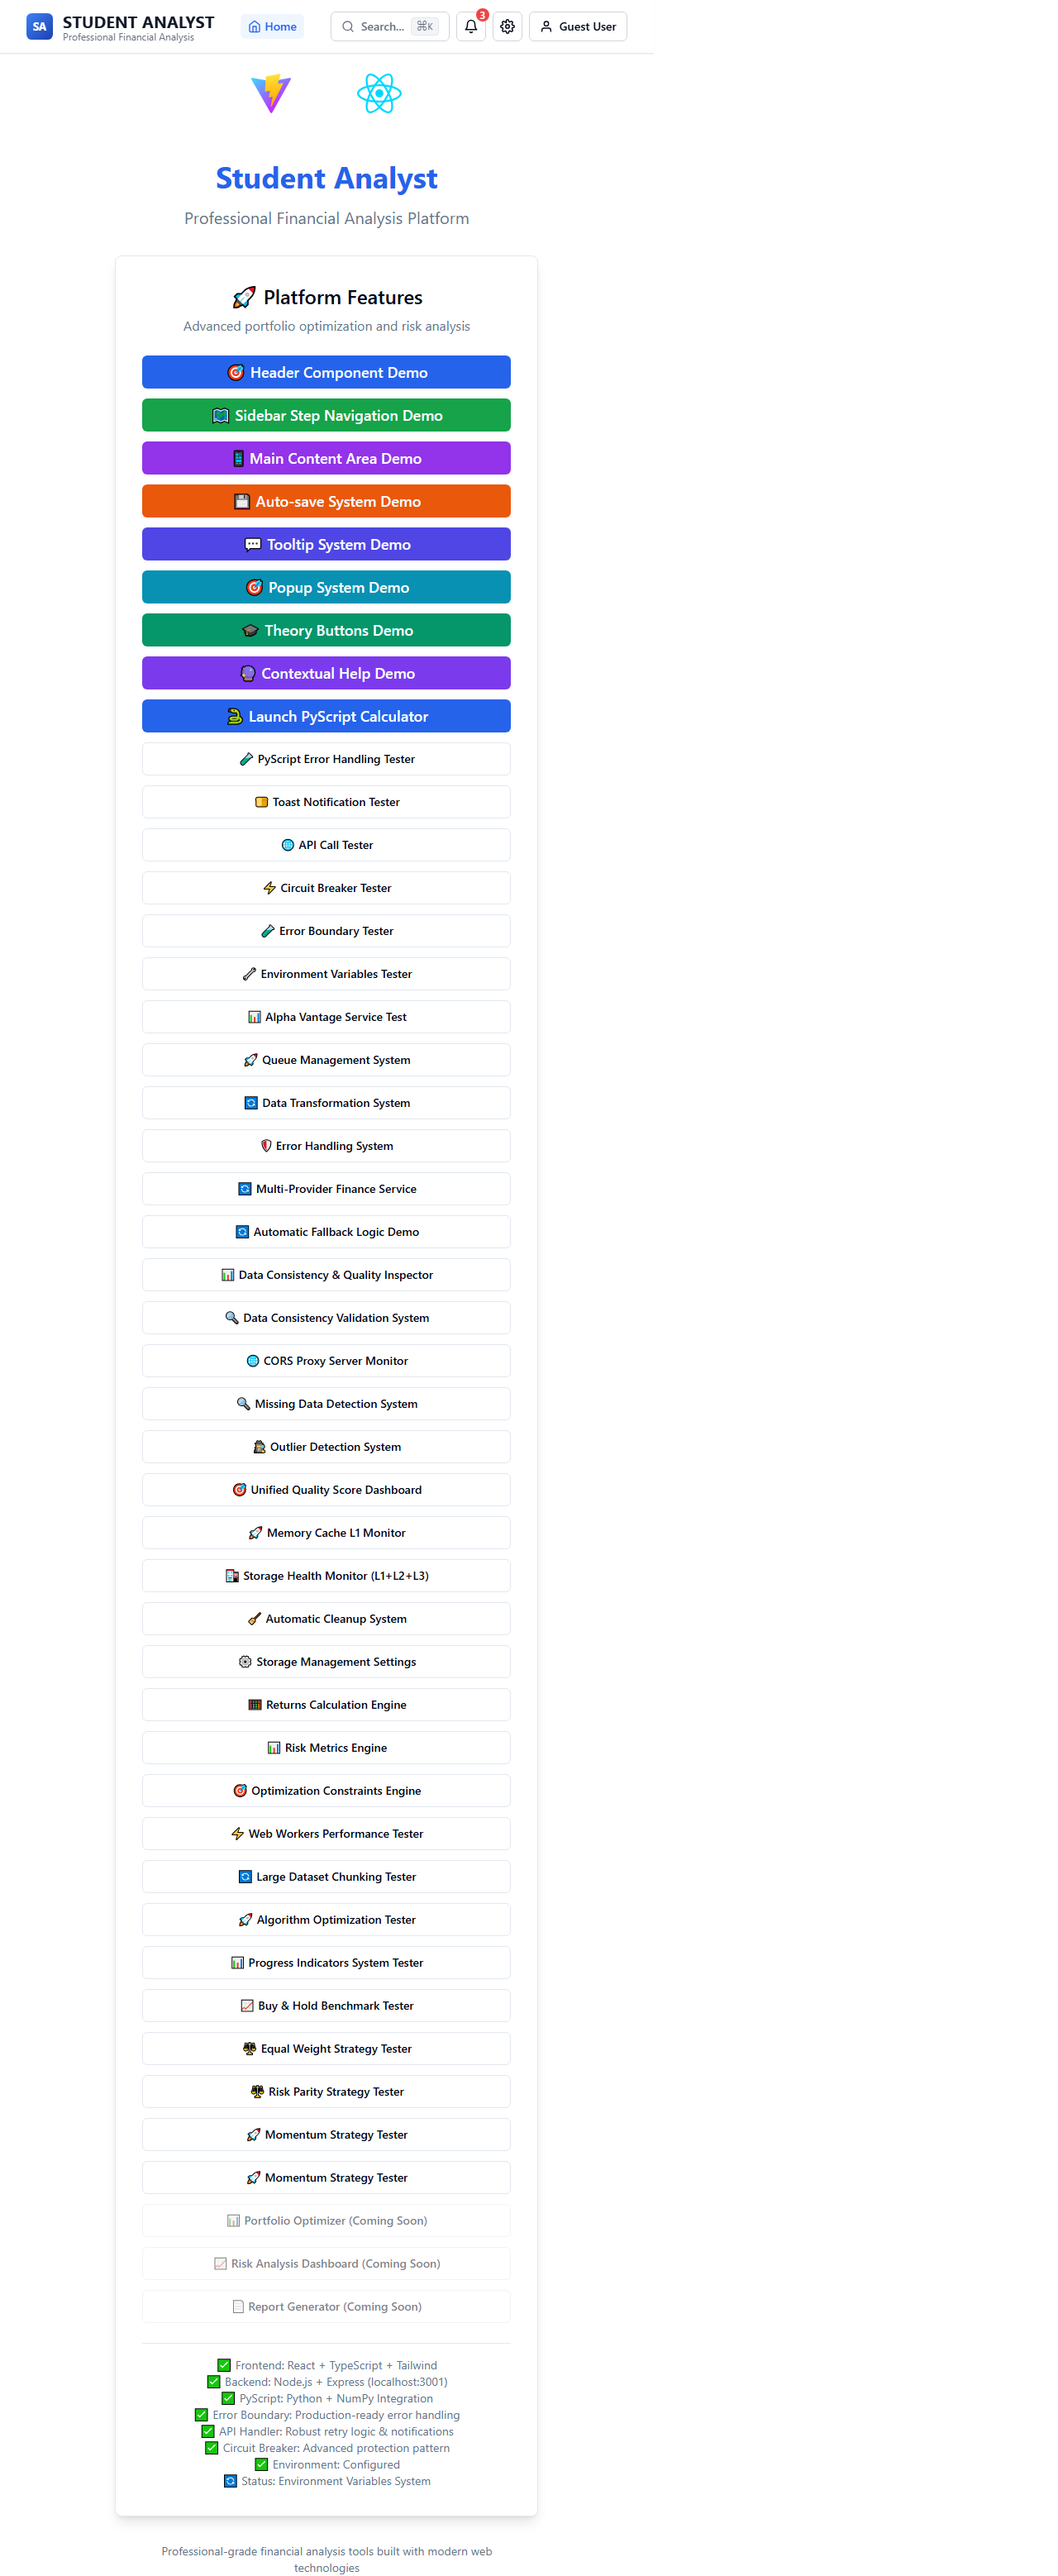 SA
STUDENT ANALYST
Professional Financial Analysis
Home
Search...
⌘K
3
Guest User
Student Analyst
Professional Financial Analysis Platform
🚀 Platform Features
Advanced portfolio optimization and risk analysis
🎯 Header Component Demo
🗺️ Sidebar Step Navigation Demo
📱 Main Content Area Demo
💾 Auto-save System Demo
💬 Tooltip System Demo
🎯 Popup System Demo
🎓 Theory Buttons Demo
🔮 Contextual Help Demo
🐍 Launch PyScript Calculator
🧪 PyScript Error Handling Tester
🍞 Toast Notification Tester
🌐 API Call Tester
⚡ Circuit Breaker Tester
🧪 Error Boundary Tester
🔧 Environment Variables Tester
📊 Alpha Vantage Service Test
🚀 Queue Management System
🔄 Data Transformation System
🛡️ Error Handling System
🔄 Multi-Provider Finance Service
🔄 Automatic Fallback Logic Demo
📊 Data Consistency & Quality Inspector
🔍 Data Consistency Validation System
🌐 CORS Proxy Server Monitor
🔍 Missing Data Detection System
🕵️ Outlier Detection System
🎯 Unified Quality Score Dashboard
🚀 Memory Cache L1 Monitor
🏥 Storage Health Monitor (L1+L2+L3)
🧹 Automatic Cleanup System
⚙️ Storage Management Settings
🧮 Returns Calculation Engine
📊 Risk Metrics Engine
🎯 Optimization Constraints Engine
⚡ Web Workers Performance Tester
🔄 Large Dataset Chunking Tester
🚀 Algorithm Optimization Tester
📊 Progress Indicators System Tester
📈 Buy & Hold Benchmark Tester
⚖️ Equal Weight Strategy Tester
⚖️ Risk Parity Strategy Tester
🚀 Momentum Strategy Tester
🚀 Momentum Strategy Tester
📊 Portfolio Optimizer (Coming Soon)
📈 Risk Analysis Dashboard (Coming Soon)
📄 Report Generator (Coming Soon)
✅ Frontend: React + TypeScript + Tailwind
✅ Backend: Node.js + Express (localhost:3001)
✅ PyScript: Python + NumPy Integration
✅ Error Boundary: Production-ready error handling
✅ API Handler: Robust retry logic & notifications
✅ Circuit Breaker: Advanced protection pattern
✅ Environment: Configured
🔄 Status: Environment Variables System
Professional-grade financial analysis tools built with modern web
technologies